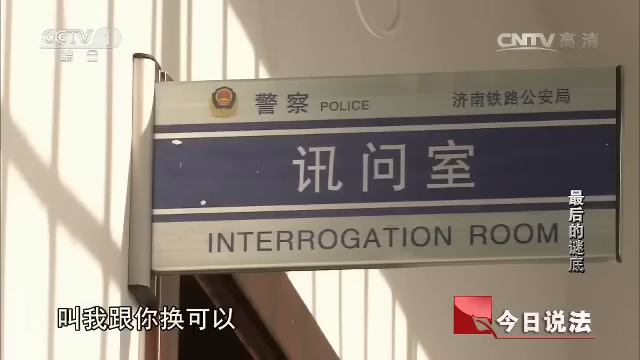 CCTV 1
综合
CNTV 高清
警察 POLICE
济南铁路公安局
讯问室
INTERROGATION ROOM
最后的谜底
叫我跟你换可以
今日说法